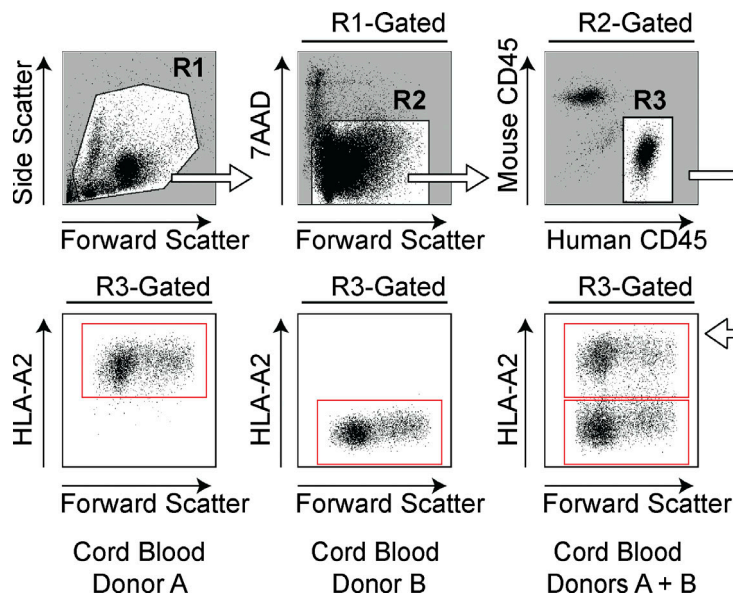 R1-Gated
R2-Gated
Side Scatter
R1
7AAD
R2
Mouse CD45
R3
Forward Scatter
Forward Scatter
Human CD45
R3-Gated
R3-Gated
R3-Gated
HLA-A2
HLA-A2
HLA-A2
Forward Scatter
Forward Scatter
Forward Scatter
Cord Blood
Donor A
Cord Blood
Donor B
Cord Blood
Donors A + B